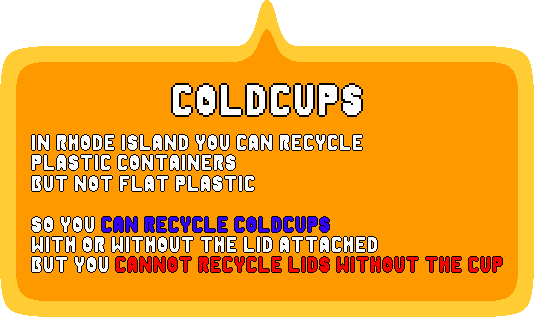 COLDCUPS
IN RHODE ISLAND YOU CAN RECYCLE
PLASTIC CONTAINERS
BUT NOT FLAT PLASTIC
SO YOU CAN RECYCLE COLDCUPS
WITH OR WITHOUT THE LID ATTACHED
BUT YOU CANNOT RECYCLE LIDS WITHOUT THE CUP